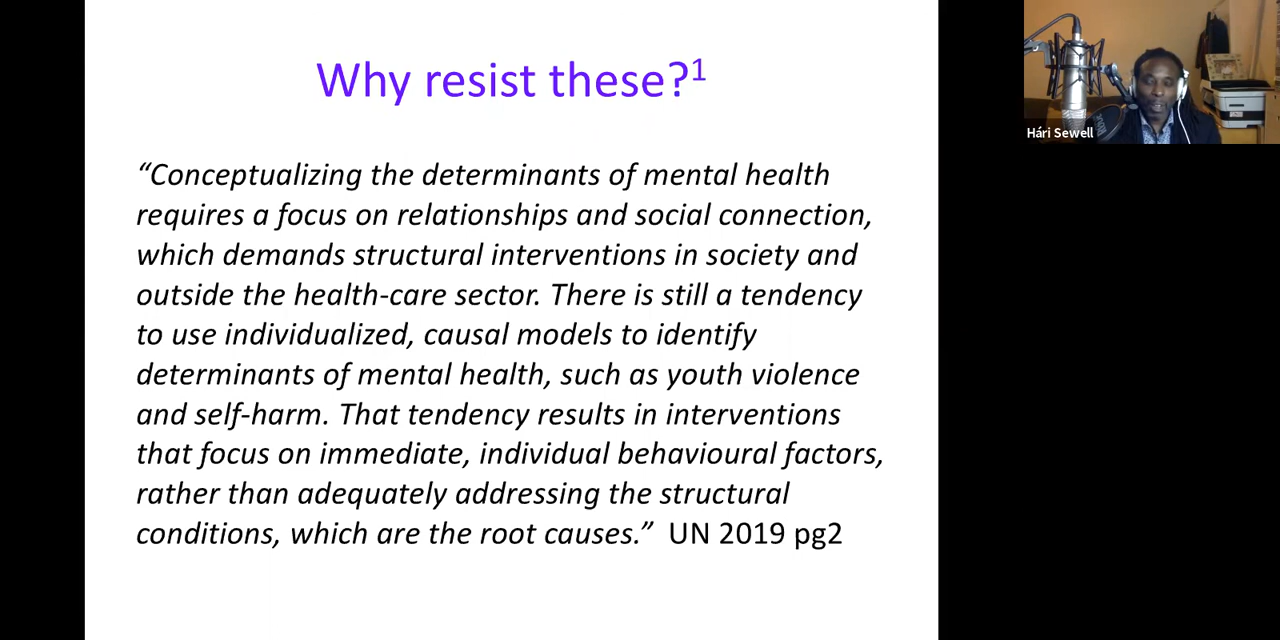 Why resist these?1
“Conceptualizing the determinants of mental health
requires a focus on relationships and social connection,
which demands structural interventions in society and
outside the health-care sector. There is still a tendency
to use individualized, causal models to identify
determinants of mental health, such as youth violence
and self-harm. That tendency results in interventions
that focus on immediate, individual behavioural factors,
rather than adequately addressing the structural
conditions, which are the root causes.” UN 2019 pg2
Hári Sewell